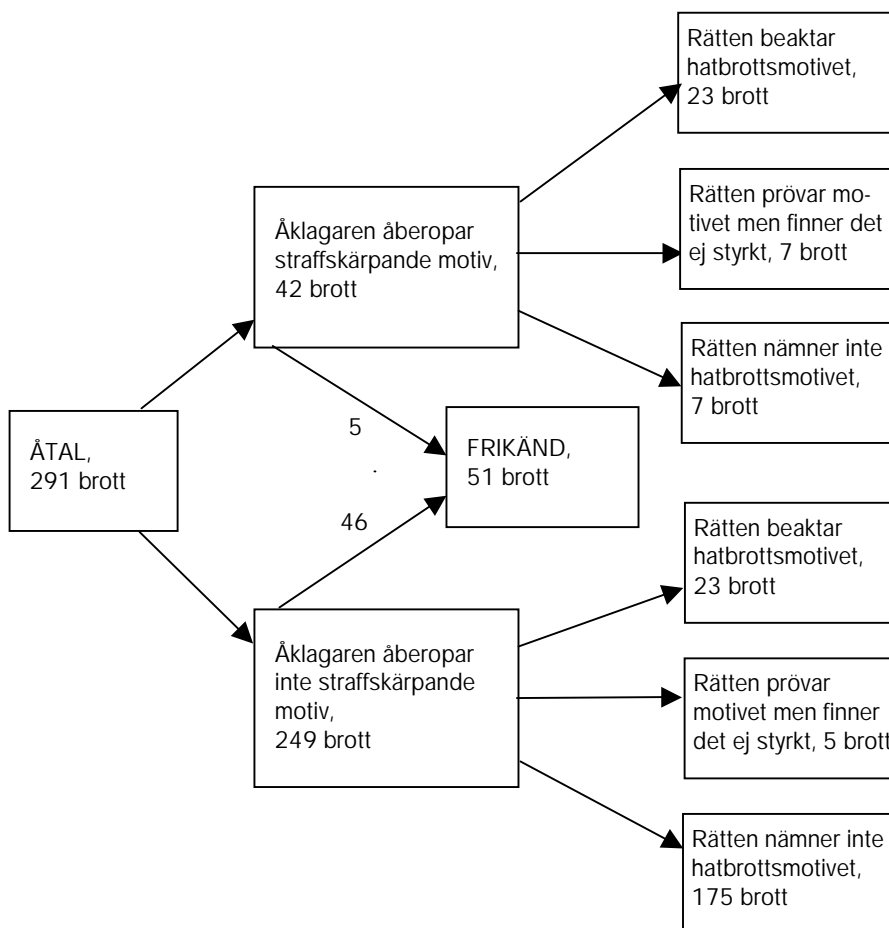 Rätten beaktar
hatbrottsmotivet,
23 brott
Rätten prövar mo-
tivet men finner det
ej styrkt, 7 brott
Åklagaren åberopar
straffskärpande motiv,
42 brott
Rätten nämner inte
hatbrottsmotivet,
7 brott
5
ÅTAL,
291 brott
FRIKÄND,
51 brott
46
Rätten beaktar
hatbrottsmotivet,
23 brott
Åklagaren åberopar
inte straffskärpande
motiv,
249 brott
Rätten prövar
motivet men finner
det ej styrkt, 5 brott
Rätten nämner inte
hatbrottsmotivet,
175 brott